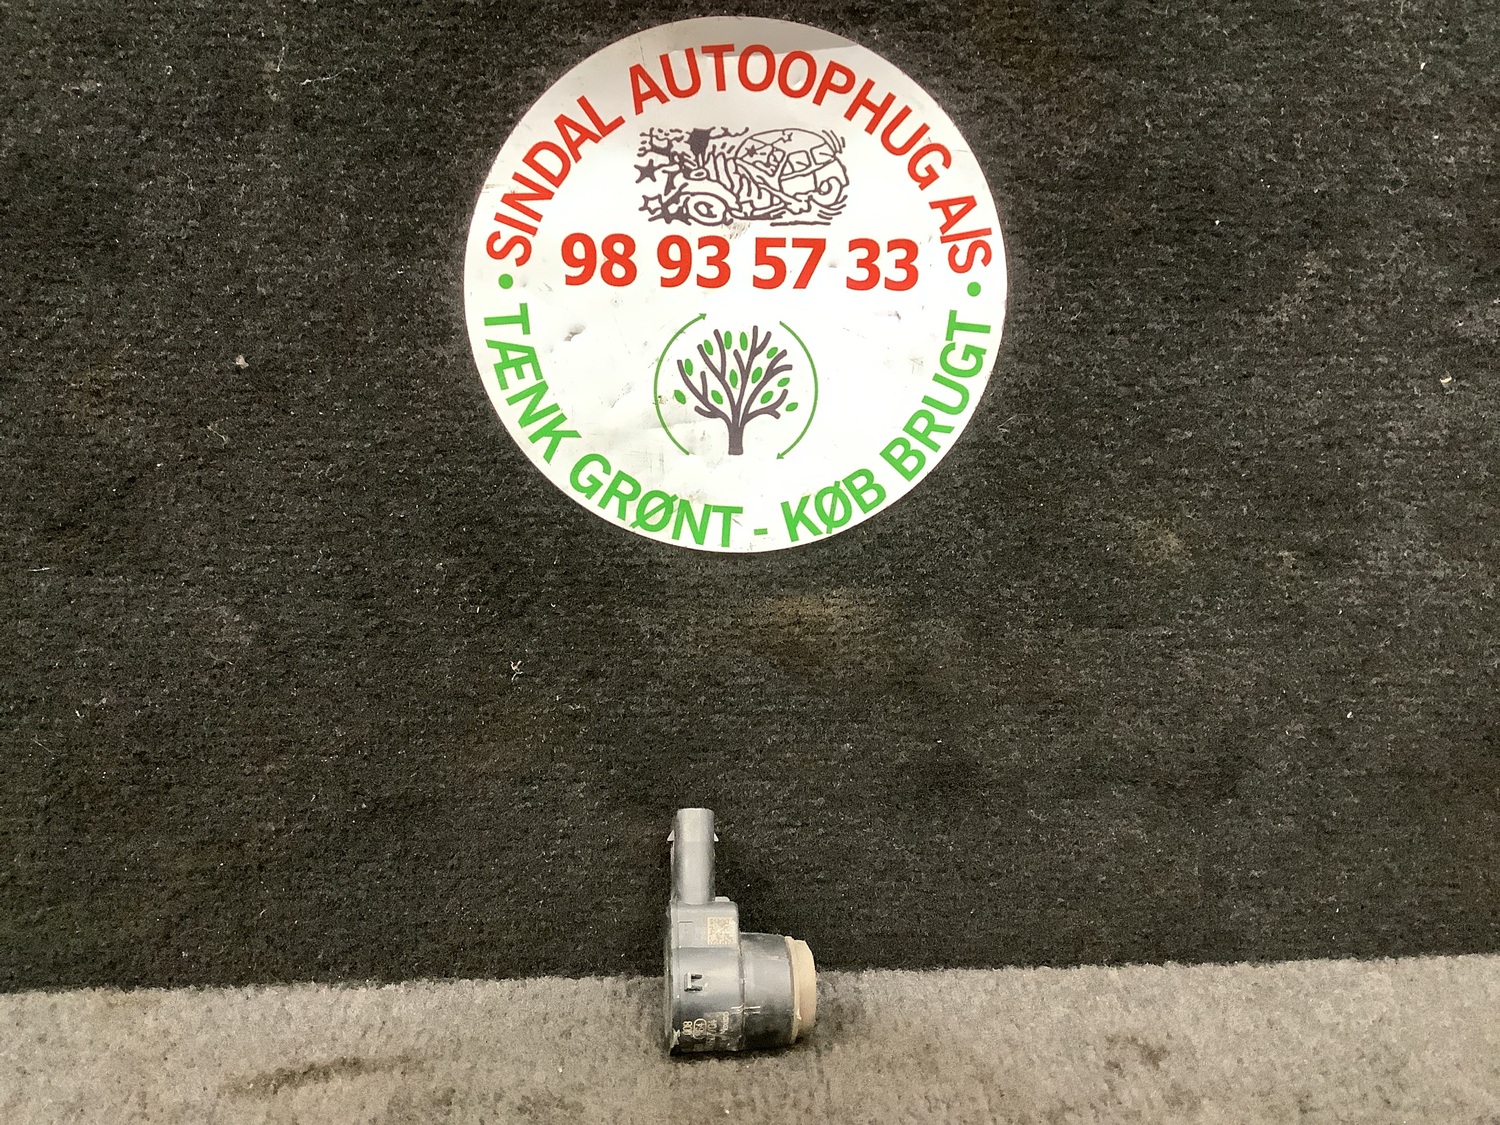 SINDAL AUTOOPHUG A/S
98 93 57 33
• TÆNK GRØNT - KØB BRUGT •